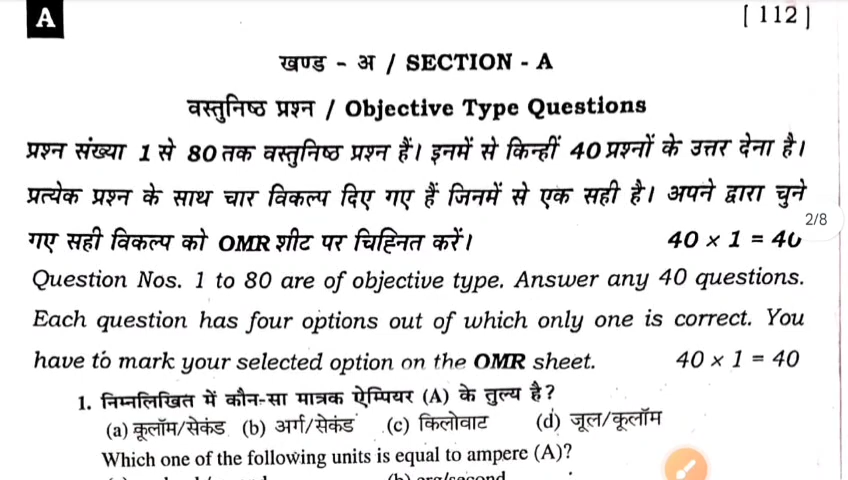 A
[ 112 ]
खण्ड - अ / SECTION - A
वस्तुनिष्ठ प्रश्न / Objective Type Questions
प्रश्न संख्या 1 से 80 तक वस्तुनिष्ठ प्रश्न हैं। इनमें से किन्हीं 40 प्रश्नों के उत्तर देना है।
प्रत्येक प्रश्न के साथ चार विकल्प दिए गए हैं जिनमें से एक सही है। अपने द्वारा चुने
2/8
गए सही विकल्प को OMR शीट पर चिह्नित करें। 40 × 1 = 40
Question Nos. 1 to 80 are of objective type. Answer any 40 questions.
Each question has four options out of which only one is correct. You
have to mark your selected option on the OMR sheet. 40 × 1 = 40
1. निम्नलिखित में कौन-सा मात्रक ऐम्पियर (A) के तुल्य है?
(a) कूलॉम/सेकंड (b) अर्ग/सेकंड (c) किलोवाट (d) जूल/कूलॉम
Which one of the following units is equal to ampere (A)?
(b) erg/second